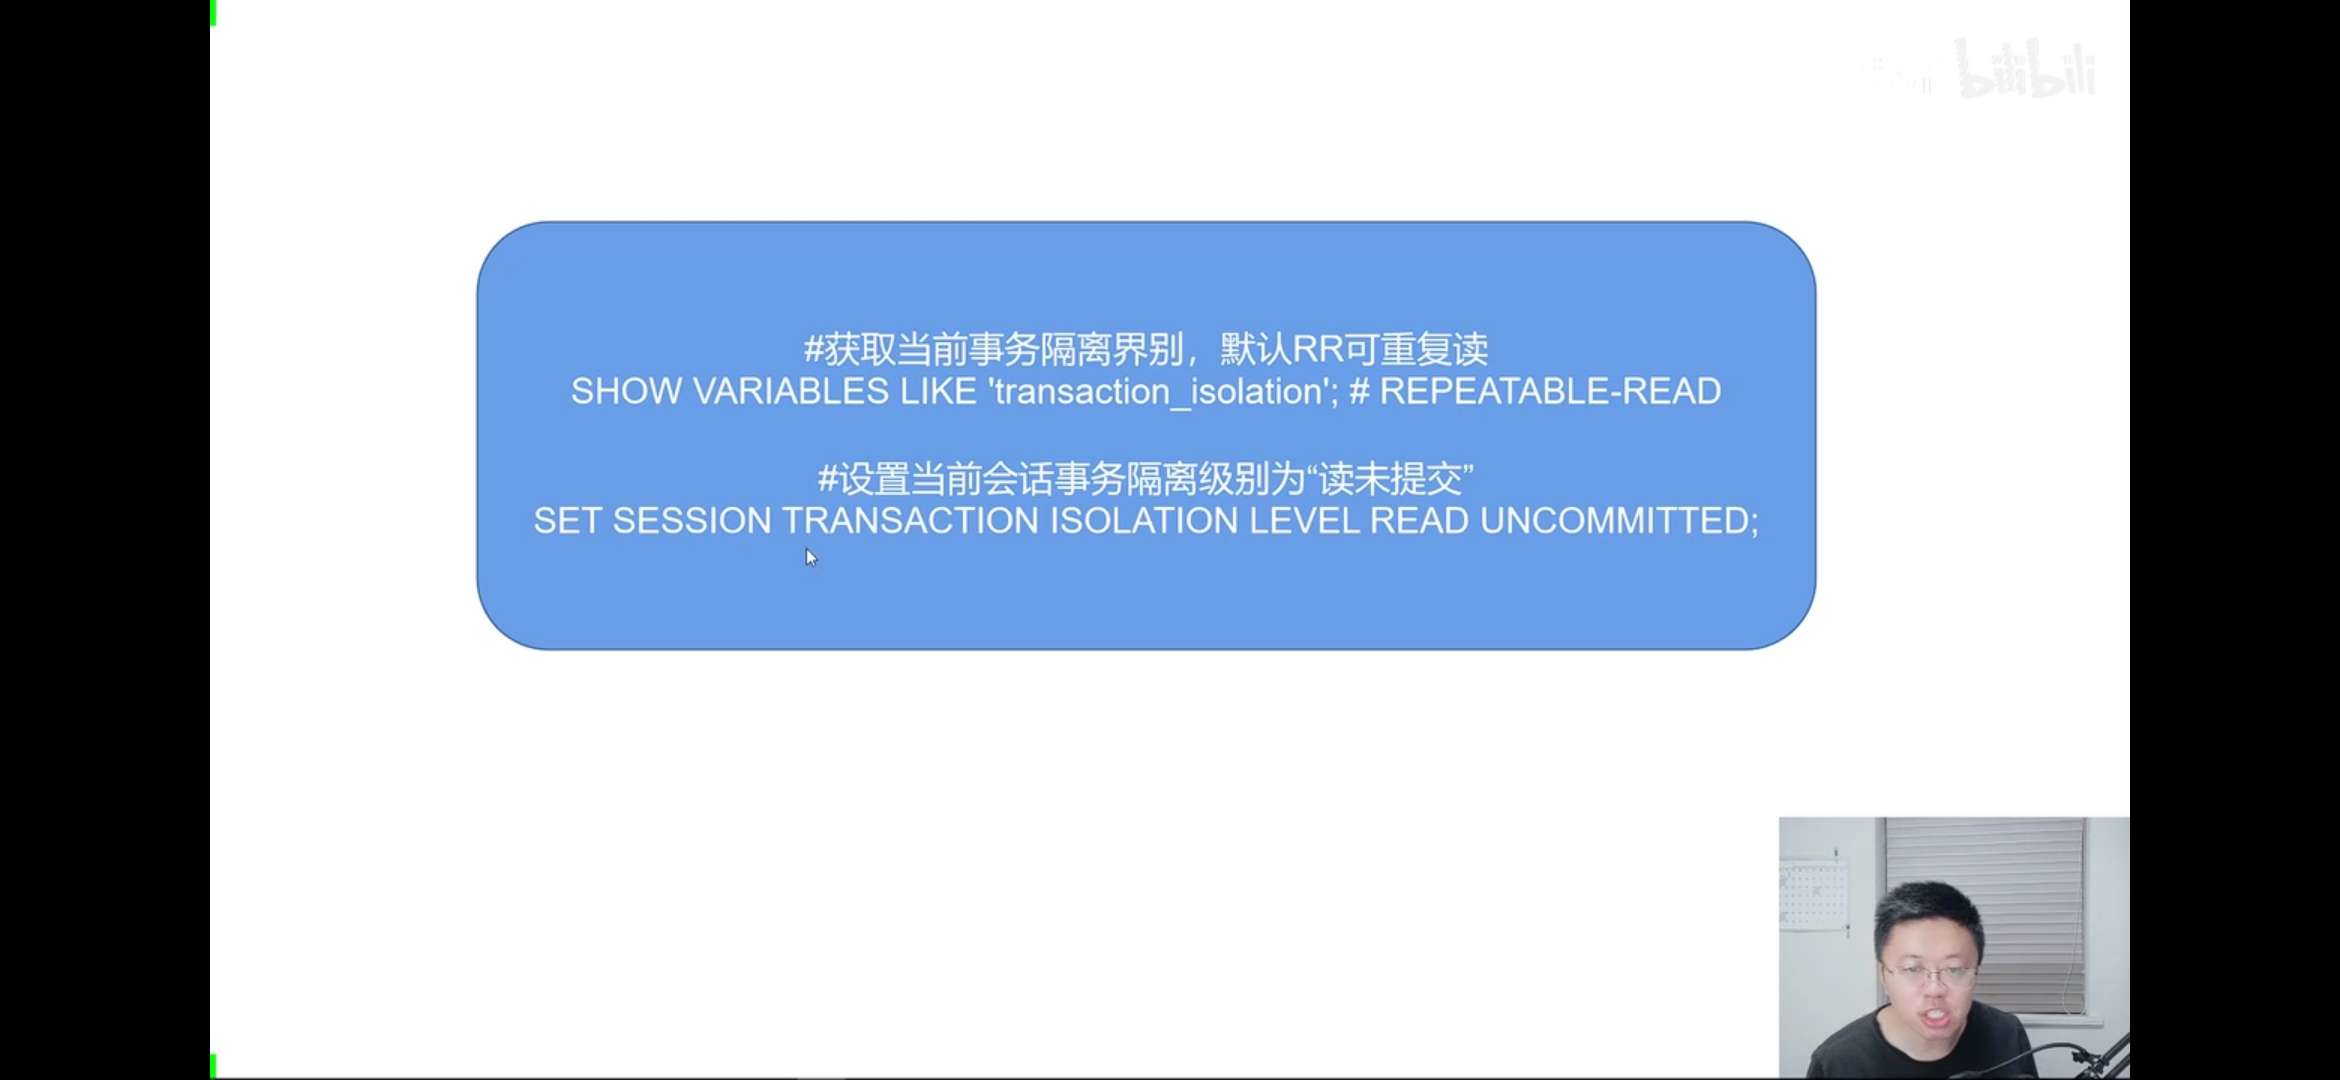 bilibili
#获取当前事务隔离界别，默认RR可重复读
SHOW VARIABLES LIKE 'transaction_isolation'; # REPEATABLE-READ
#设置当前会话事务隔离级别为“读未提交”
SET SESSION TRANSACTION ISOLATION LEVEL READ UNCOMMITTED;